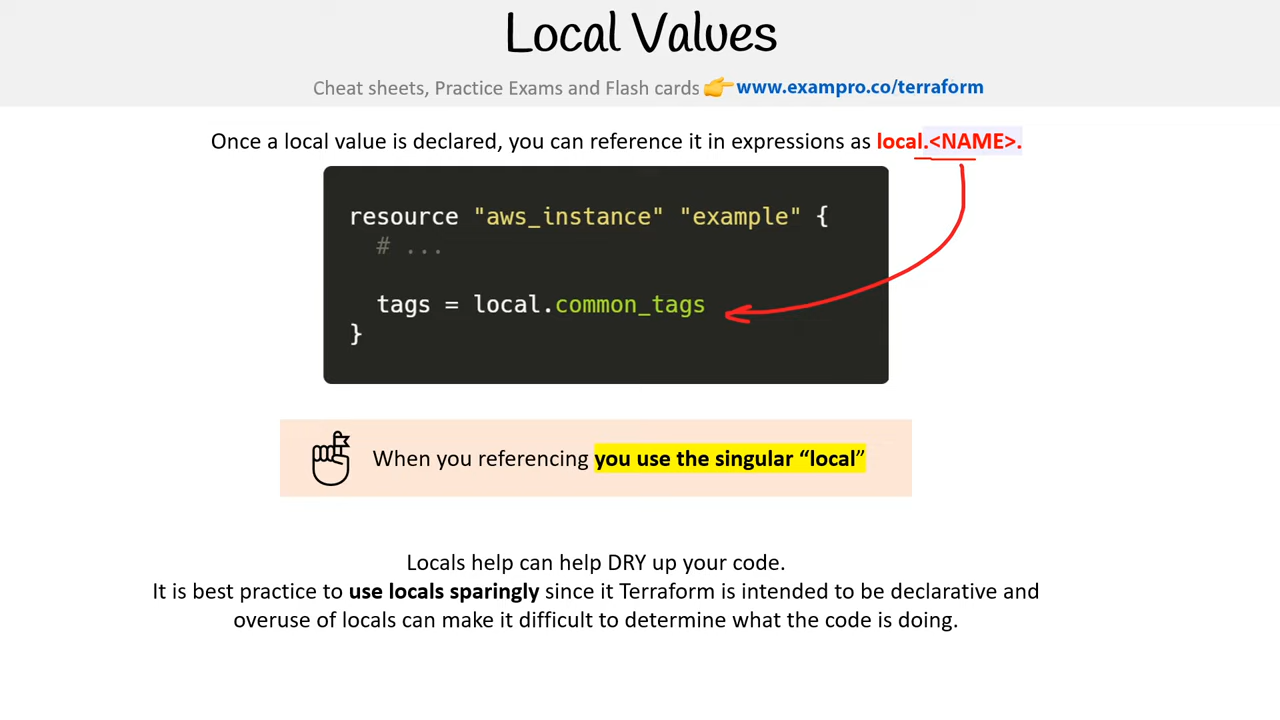 Local Values
Cheat sheets, Practice Exams and Flash cards 👉 www.exampro.co/terraform
Once a local value is declared, you can reference it in expressions as local.<NAME>.
resource "aws_instance" "example" {
# ...
tags = local.common_tags
}
When you referencing you use the singular “local”
Locals help can help DRY up your code.
It is best practice to use locals sparingly since it Terraform is intended to be declarative and
overuse of locals can make it difficult to determine what the code is doing.